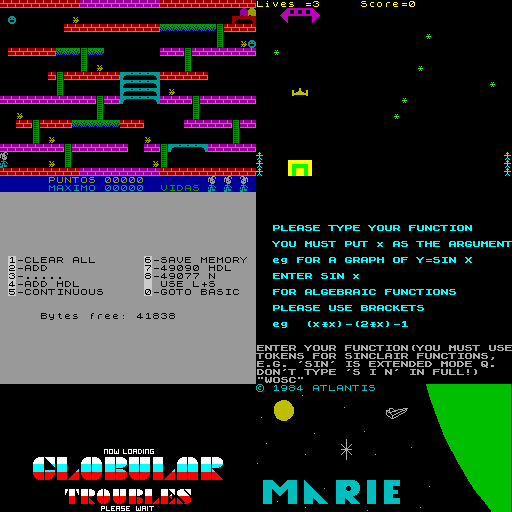 Lives =3 Score=0
PUNTOS 00000
MAXIMO 00000 VIDAS
1-CLEAR ALL 6-SAVE MEMORY
2-ADD 7-49090 HDL
3-..... 8-49077 N
4-ADD HDL USE L+S
5-CONTINUOUS 0-GOTO BASIC
Bytes free: 41838
PLEASE TYPE YOUR FUNCTION
YOU MUST PUT x AS THE ARGUMENT
eg FOR A GRAPH OF Y=SIN X
ENTER SIN x
FOR ALGEBRAIC FUNCTIONS
PLEASE USE BRACKETS
eg (x*x)-(2*x)-1
ENTER YOUR FUNCTION(YOU MUST USE
TOKENS FOR SINCLAIR FUNCTIONS,
E.G. 'SIN' IS EXTENDED MODE Q.
DON'T TYPE 'S I N' IN FULL!)
"WOSC"
NOW LOADING
GLOBULAR
TROUBLES
PLEASE WAIT
© 1984 ATLANTIS
MARIE